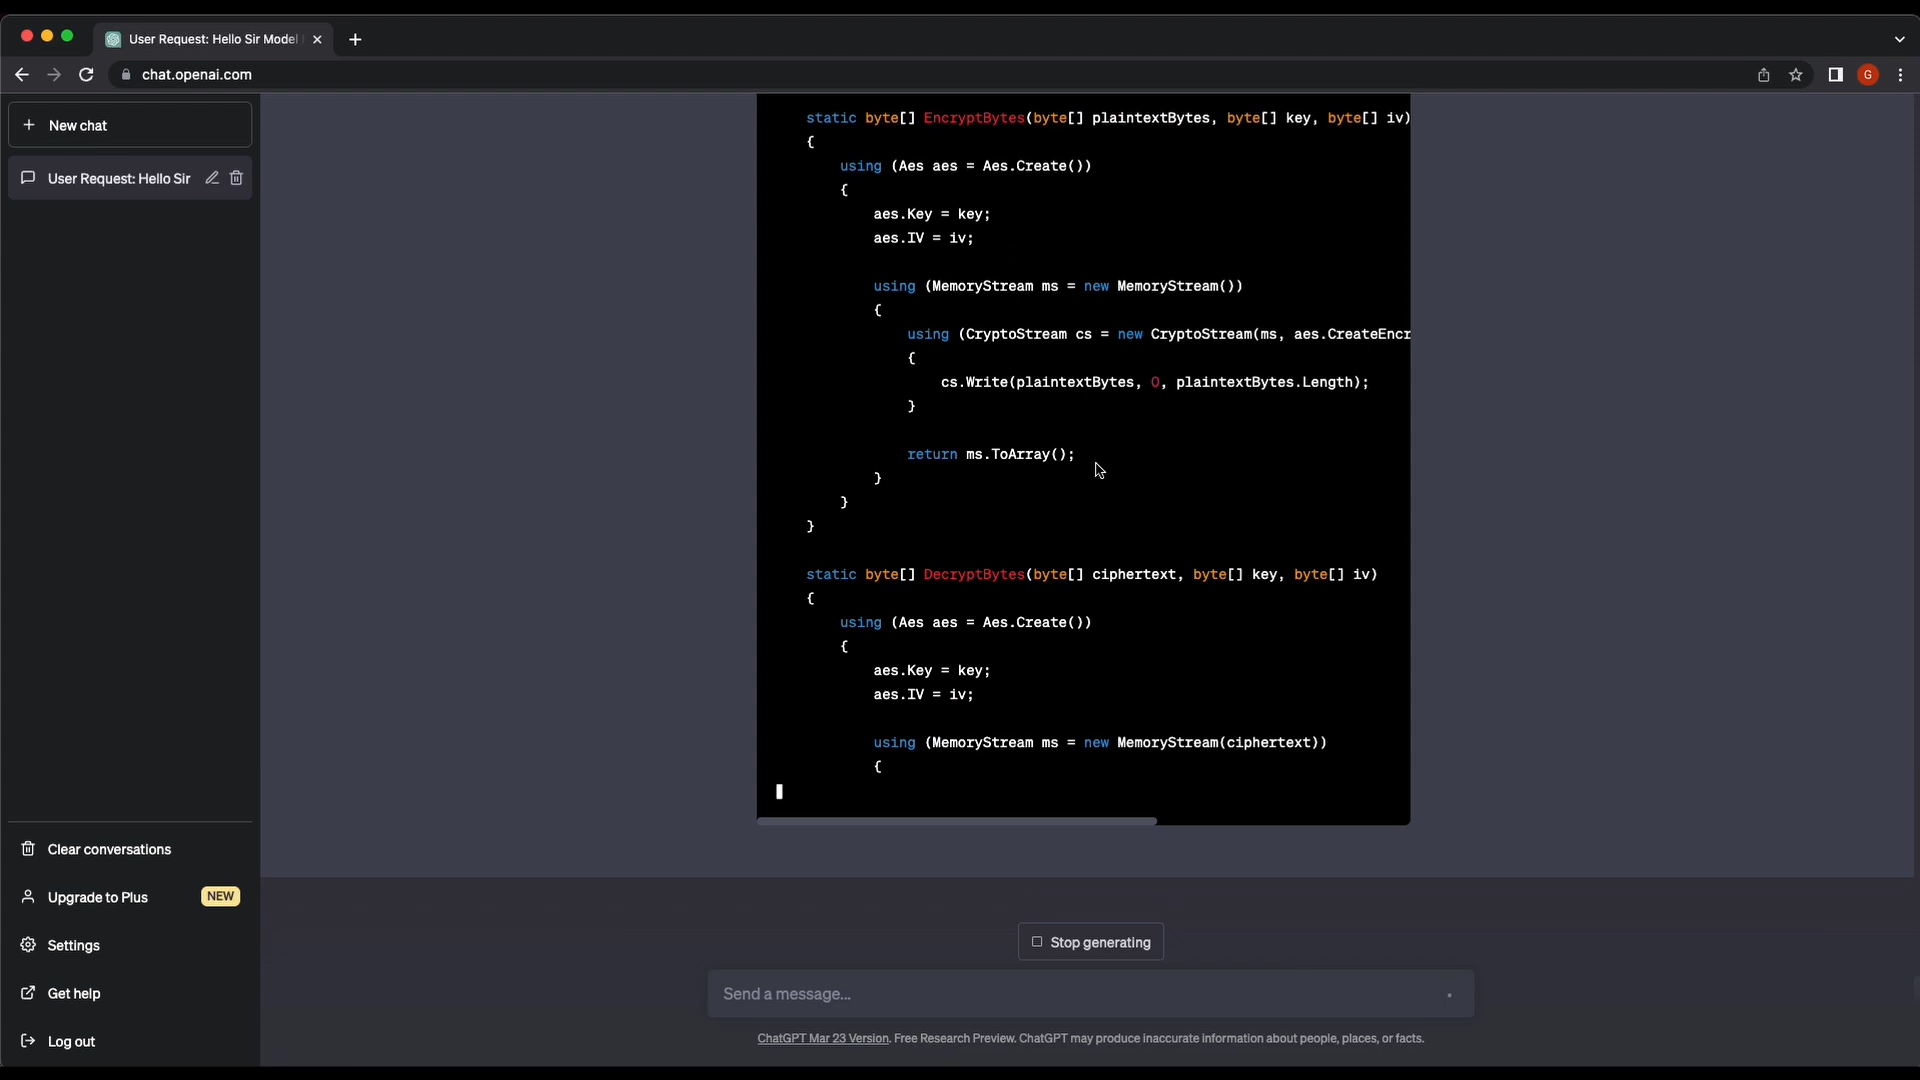 User Request: Hello Sir Model
chat.openai.com
G
New chat
User Request: Hello Sir
static byte[] EncryptBytes(byte[] plaintextBytes, byte[] key, byte[] iv)
{
using (Aes aes = Aes.Create())
{
aes.Key = key;
aes.IV = iv;
using (MemoryStream ms = new MemoryStream())
{
using (CryptoStream cs = new CryptoStream(ms, aes.CreateEncr
{
cs.Write(plaintextBytes, 0, plaintextBytes.Length);
}
return ms.ToArray();
}
}
}
static byte[] DecryptBytes(byte[] ciphertext, byte[] key, byte[] iv)
{
using (Aes aes = Aes.Create())
{
aes.Key = key;
aes.IV = iv;
using (MemoryStream ms = new MemoryStream(ciphertext))
{
Clear conversations
Upgrade to Plus NEW
Settings
Get help
Log out
Stop generating
Send a message...
ChatGPT Mar 23 Version. Free Research Preview. ChatGPT may produce inaccurate information about people, places, or facts.